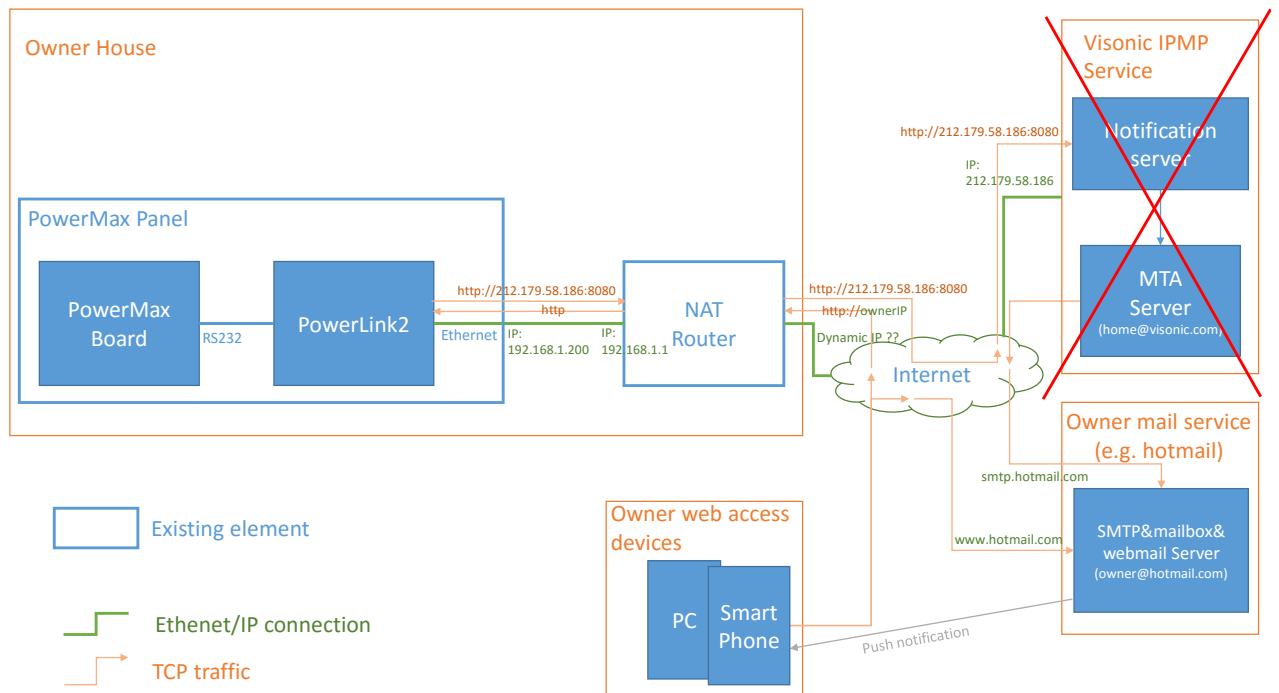 Owner House
Visonic IPMP
Service
http://212.179.58.186:8080
Notification
server
IP:
212.179.58.186
PowerMax Panel
PowerMax
Board
RS232
PowerLink2
http://212.179.58.186:8080
http
Ethernet
IP:
192.168.1.200
IP:
192.168.1.1
NAT
Router
http://212.179.58.186:8080
http://ownerIP
Dynamic IP ??
Internet
MTA
Server
(home@visonic.com)
Owner mail service
(e.g. hotmail)
smtp.hotmail.com
www.hotmail.com
SMTP&mailbox&
webmail Server
(owner@hotmail.com)
Existing element
Owner web access
devices
PC
Smart
Phone
Push notification
Ethenet/IP connection
TCP traffic